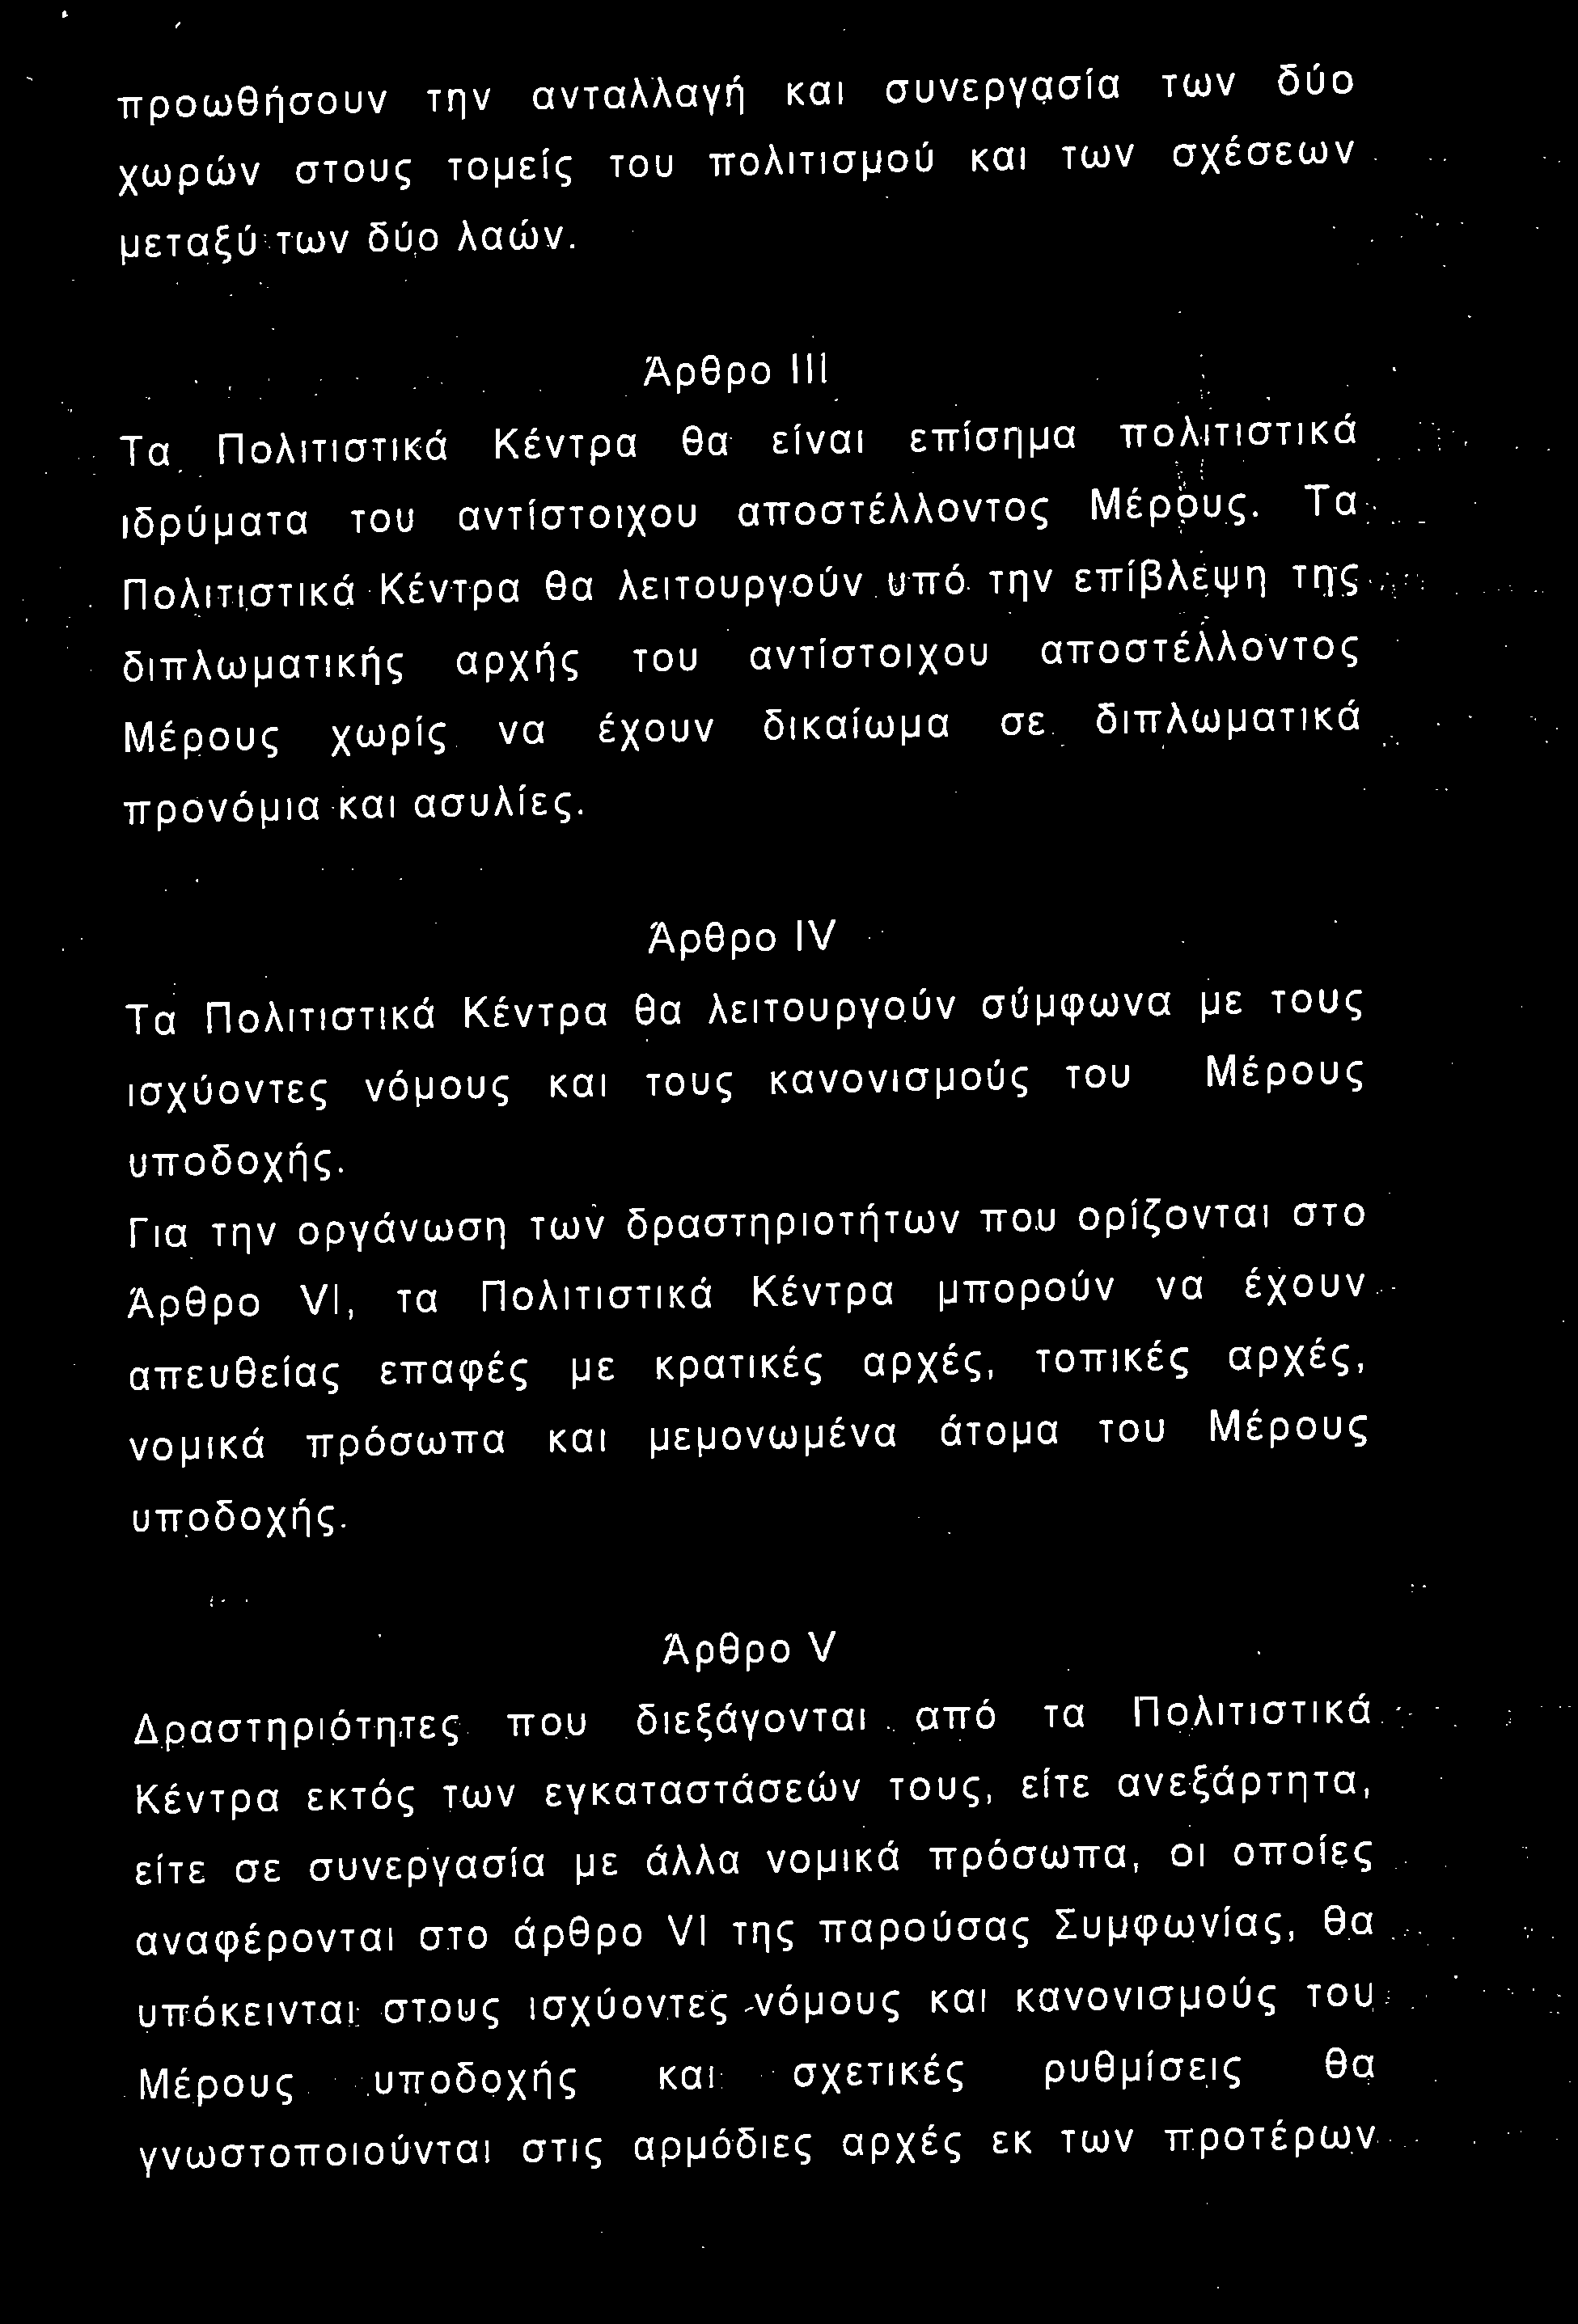 προωθήσουν την ανταλλαγή και συνεργασία των δύο
χωρών στους τομείς του πολιτισμού και των σχέσεων
μεταξύ των δύο λαών.
Άρθρο III
Τα Πολιτιστικά Κέντρα θα είναι επίσημα πολιτιστικά
ιδρύματα του αντίστοιχου αποστέλλοντος Μέρους. Τα
Πολιτιστικά Κέντρα θα λειτουργούν υπό την επίβλεψη της
διπλωματικής αρχής του αντίστοιχου αποστέλλοντος
Μέρους χωρίς να έχουν δικαίωμα σε διπλωματικά
προνόμια και ασυλίες.
Άρθρο IV
Τα Πολιτιστικά Κέντρα θα λειτουργούν σύμφωνα με τους
ισχύοντες νόμους και τους κανονισμούς του Μέρους
υποδοχής.
Για την οργάνωση των δραστηριοτήτων που ορίζονται στο
Άρθρο VI, τα Πολιτιστικά Κέντρα μπορούν να έχουν
απευθείας επαφές με κρατικές αρχές, τοπικές αρχές,
νομικά πρόσωπα και μεμονωμένα άτομα του Μέρους
υποδοχής.
Άρθρο V
Δραστηριότητες που διεξάγονται από τα Πολιτιστικά
Κέντρα εκτός των εγκαταστάσεών τους, είτε ανεξάρτητα,
είτε σε συνεργασία με άλλα νομικά πρόσωπα, οι οποίες
αναφέρονται στο άρθρο VI της παρούσας Συμφωνίας, θα
υπόκεινται στους ισχύοντες νόμους και κανονισμούς του
Μέρους υποδοχής και σχετικές ρυθμίσεις θα
γνωστοποιούνται στις αρμόδιες αρχές εκ των προτέρων